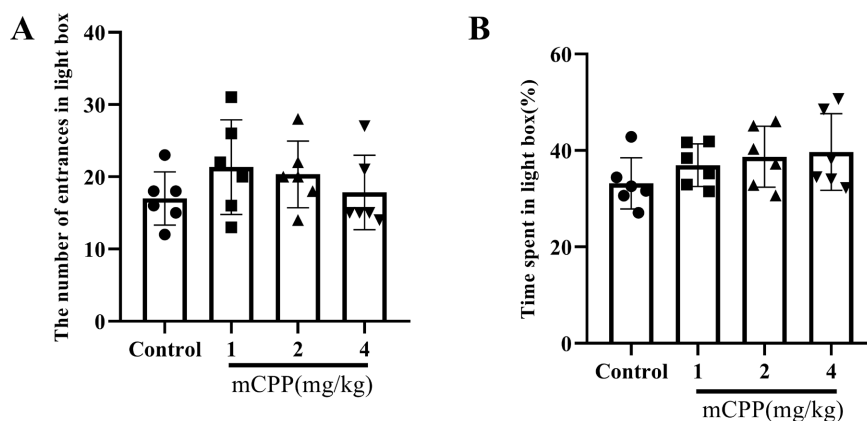 A
The number of entrances in light box
40
30
20
10
0
Control 1 2 4
mCPP(mg/kg)
B
Time spent in light box(%)
60
40
20
0
Control 1 2 4
mCPP(mg/kg)